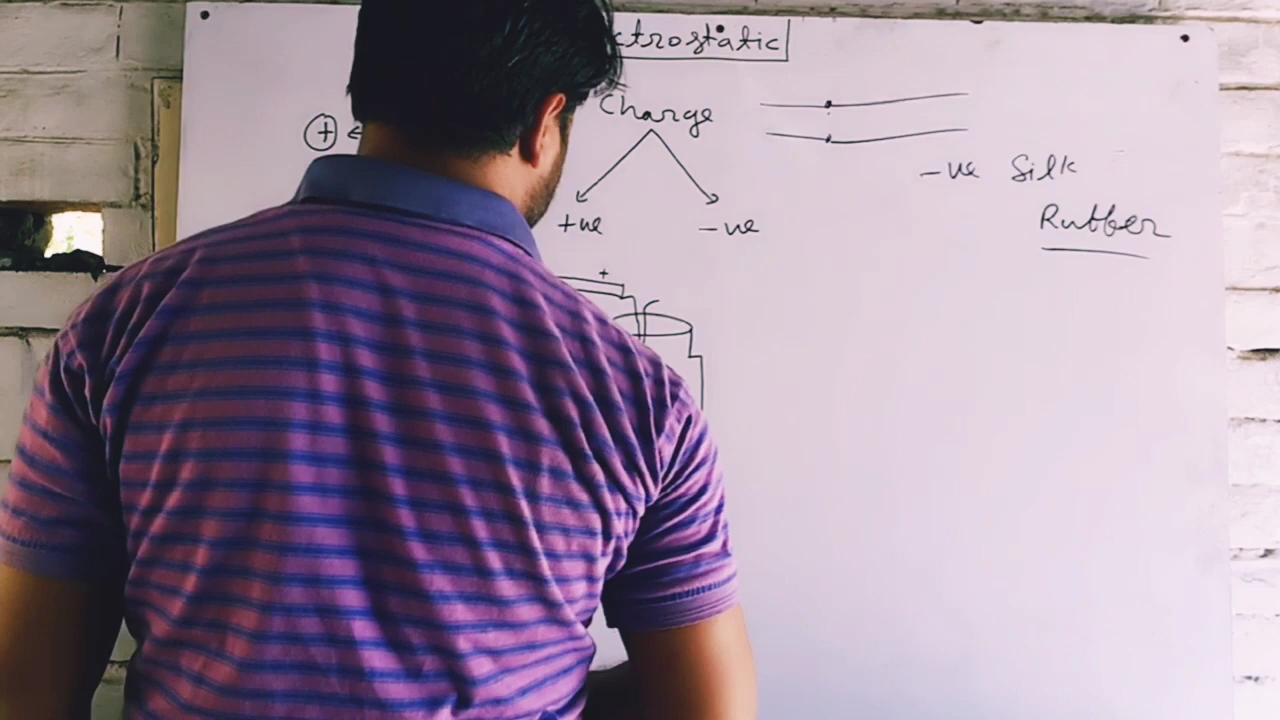 ctrostatic
Charge
+
-ve Silk
+ve -ve
Rubber
+